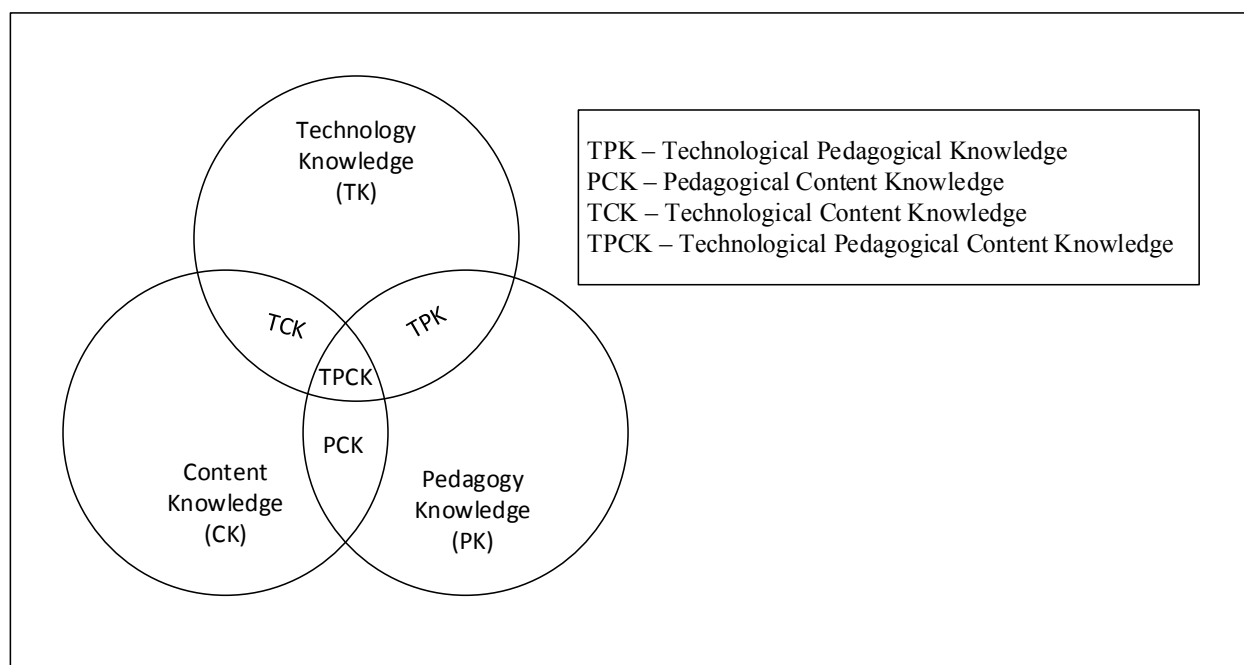 Technology
Knowledge
(TK)
TPK – Technological Pedagogical Knowledge
PCK – Pedagogical Content Knowledge
TCK – Technological Content Knowledge
TPCK – Technological Pedagogical Content Knowledge
TCK
TPK
TPCK
PCK
Content
Knowledge
(CK)
Pedagogy
Knowledge
(PK)